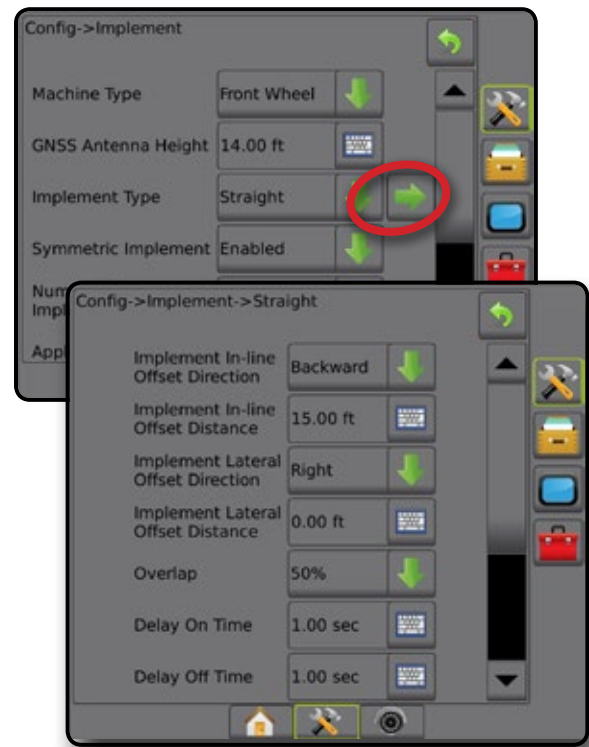 Config->Implement
Machine Type Front Wheel
GNSS Antenna Height 14.00 ft
Implement Type Straight
Symmetric Implement Enabled
Config->Implement->Straight
Implement In-line
Offset Direction Backward
Implement In-line
Offset Distance 15.00 ft
Implement Lateral
Offset Direction Right
Implement Lateral
Offset Distance 0.00 ft
Overlap 50%
Delay On Time 1.00 sec
Delay Off Time 1.00 sec